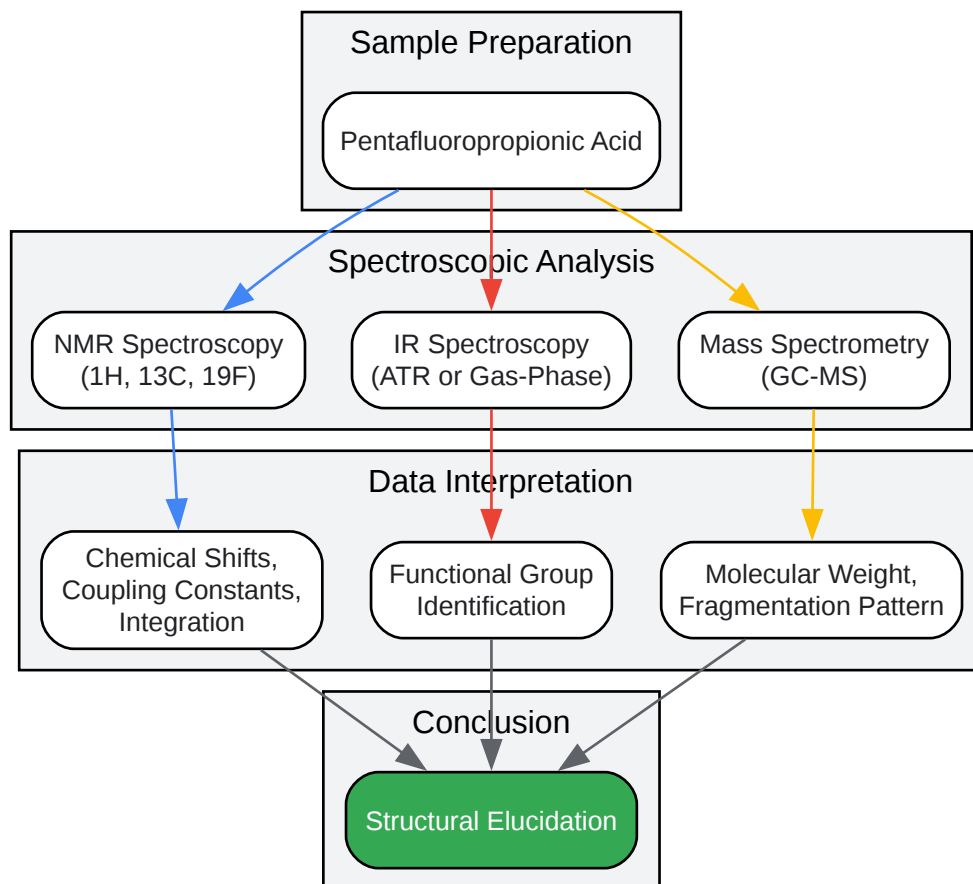 Sample Preparation
Pentafluoropropionic Acid
Spectroscopic Analysis
NMR Spectroscopy
(1H, 13C, 19F)
IR Spectroscopy
(ATR or Gas-Phase)
Mass Spectrometry
(GC-MS)
Data Interpretation
Chemical Shifts,
Coupling Constants,
Integration
Functional Group
Identification
Molecular Weight,
Fragmentation Pattern
Conclusion
Structural Elucidation